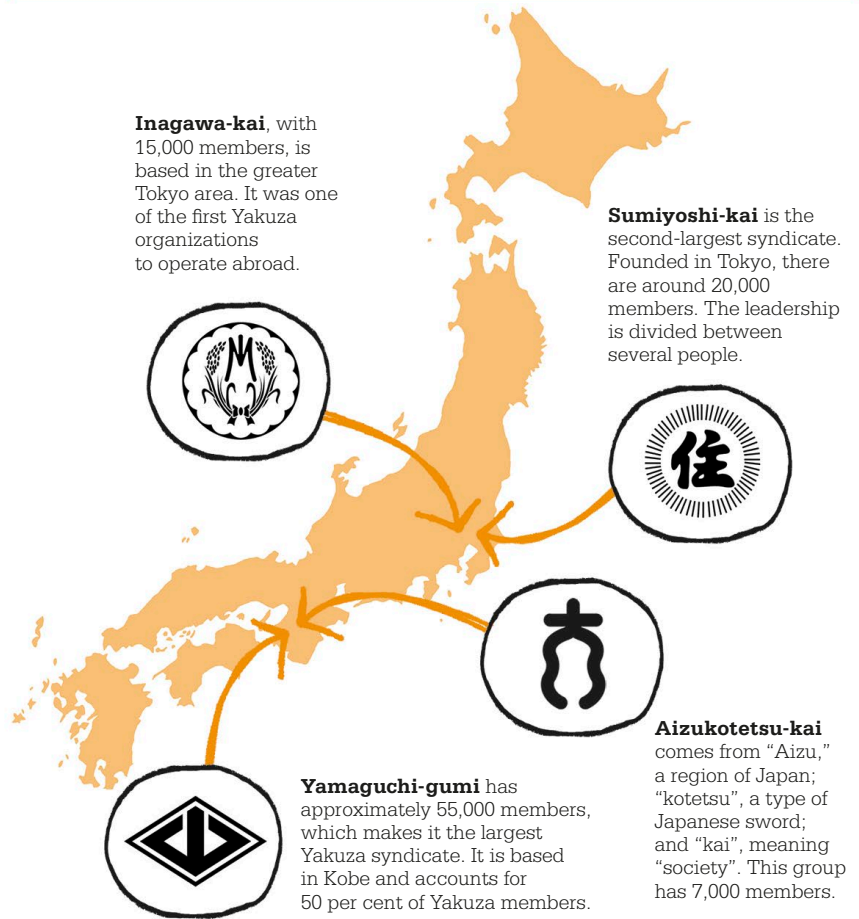 Inagawa-kai, with
15,000 members, is
based in the greater
Tokyo area. It was one
of the first Yakuza
organizations
to operate abroad.
Sumiyoshi-kai is the
second-largest syndicate.
Founded in Tokyo, there
are around 20,000
members. The leadership
is divided between
several people.
住
Aizukotetsu-kai
comes from “Aizu,”
a region of Japan;
“kotetsu”, a type of
Japanese sword;
and “kai”, meaning
“society”. This group
has 7,000 members.
Yamaguchi-gumi has
approximately 55,000 members,
which makes it the largest
Yakuza syndicate. It is based
in Kobe and accounts for
50 per cent of Yakuza members.